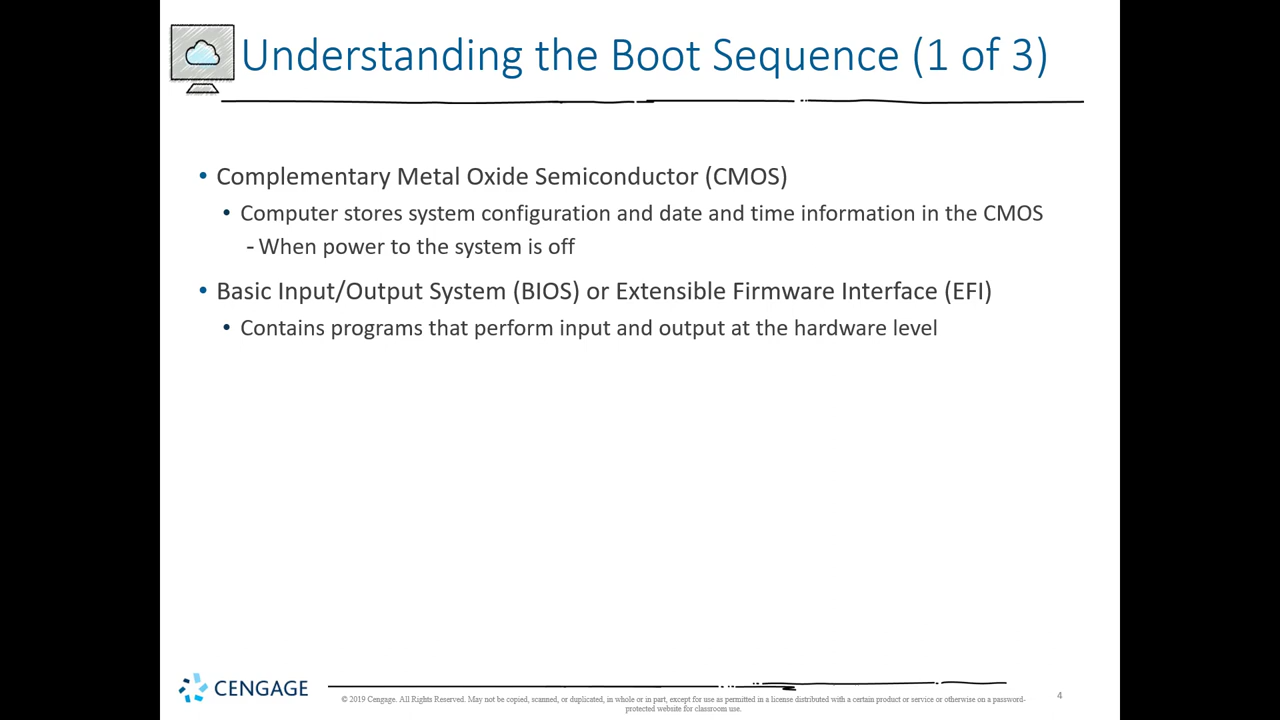 Understanding the Boot Sequence (1 of 3)
• Complementary Metal Oxide Semiconductor (CMOS)
• Computer stores system configuration and date and time information in the CMOS
- When power to the system is off
• Basic Input/Output System (BIOS) or Extensible Firmware Interface (EFI)
• Contains programs that perform input and output at the hardware level
CENGAGE
© 2019 Cengage. All Rights Reserved. May not be copied, scanned, or duplicated, in whole or in part, except for use as permitted in a license distributed with a certain product or service or otherwise on a password-
protected website for classroom use.
4